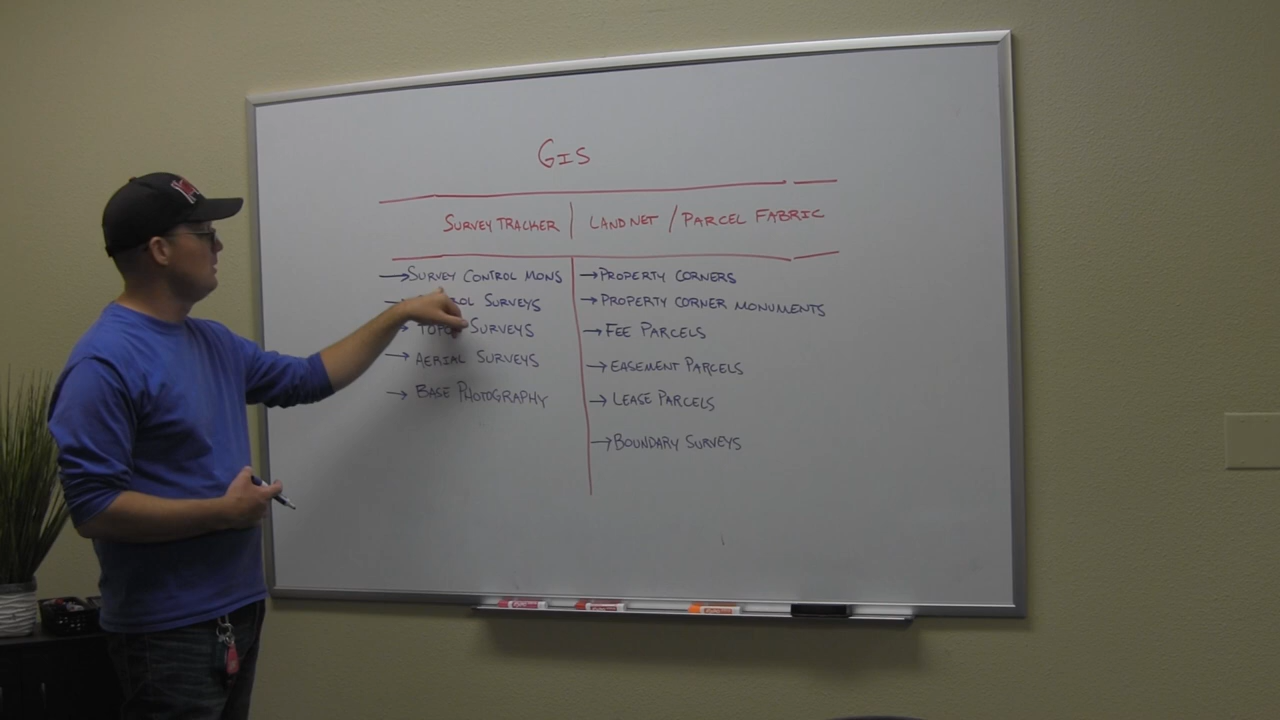 GIS
SURVEY TRACKER | LAND NET / PARCEL FABRIC
→ SURVEY CONTROL MONS → PROPERTY CORNERS
→ SURVEYS → PROPERTY CORNER MONUMENTS
→ TOPO SURVEYS → FEE PARCELS
→ AERIAL SURVEYS → EASEMENT PARCELS
→ BASE PHOTOGRAPHY → LEASE PARCELS
→ BOUNDARY SURVEYS